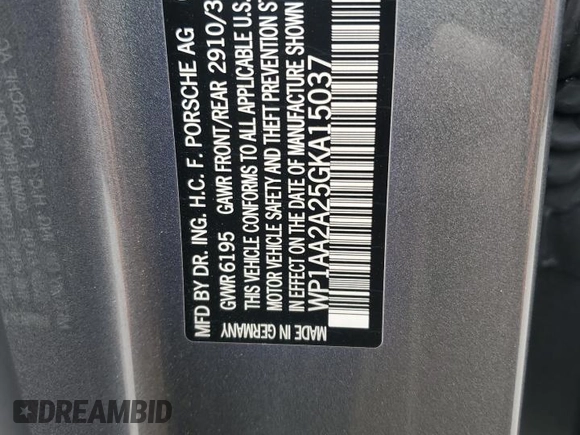 MFD BY DR. ING. H.C. F. PORSCHE AG
GVWR 6195 GAWR FRONT/REAR 2910/3
THIS VEHICLE CONFORMS TO ALL APPLICABLE U.S.
MOTOR VEHICLE SAFETY AND THEFT PREVENTION ST
IN EFFECT ON THE DATE OF MANUFACTURE SHOWN
WP1AA2A25GKA15037
MADE IN GERMANY
DREAMBID